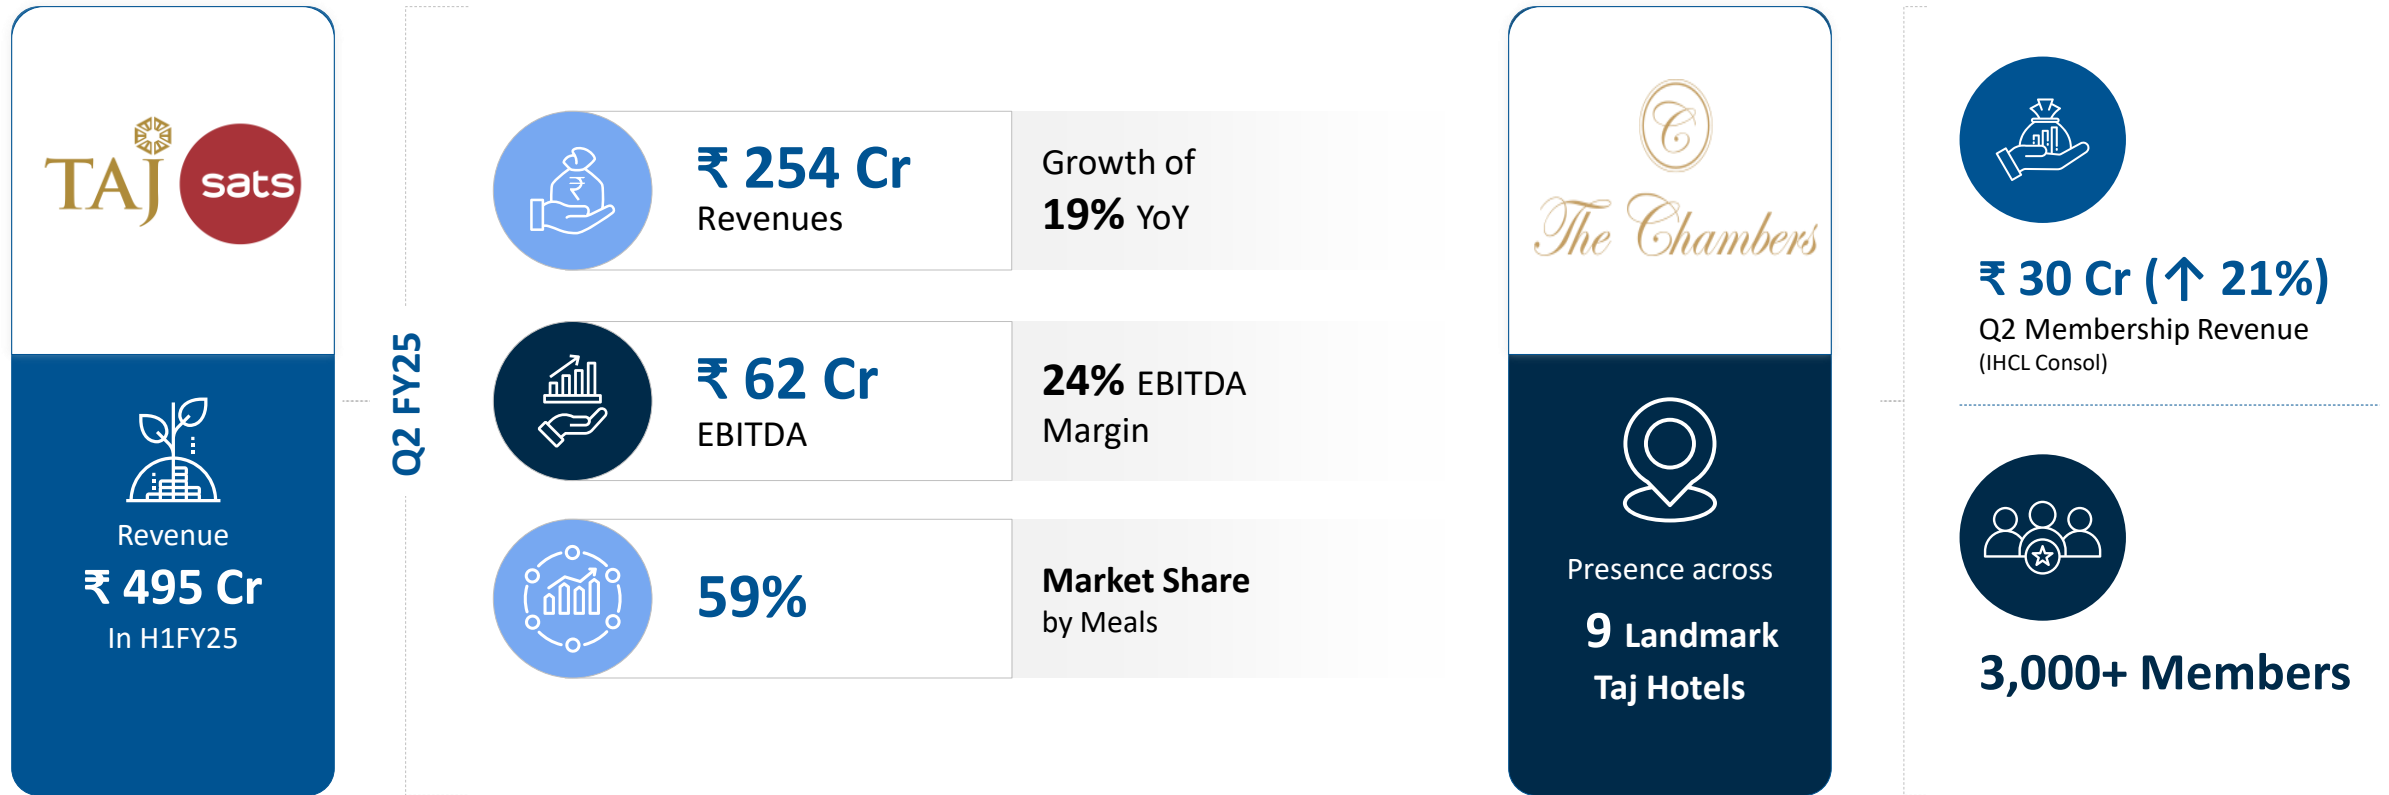 TAJ
sats
Revenue
₹ 495 Cr
In H1FY25
Q2 FY25
₹ 254 Cr
Revenues
Growth of
19% YoY
₹ 62 Cr
EBITDA
24% EBITDA
Margin
59%
Market Share
by Meals
C
The Chambers
Presence across
9 Landmark
Taj Hotels
₹ 30 Cr (↑ 21%)
Q2 Membership Revenue
(IHCL Consol)
3,000+ Members